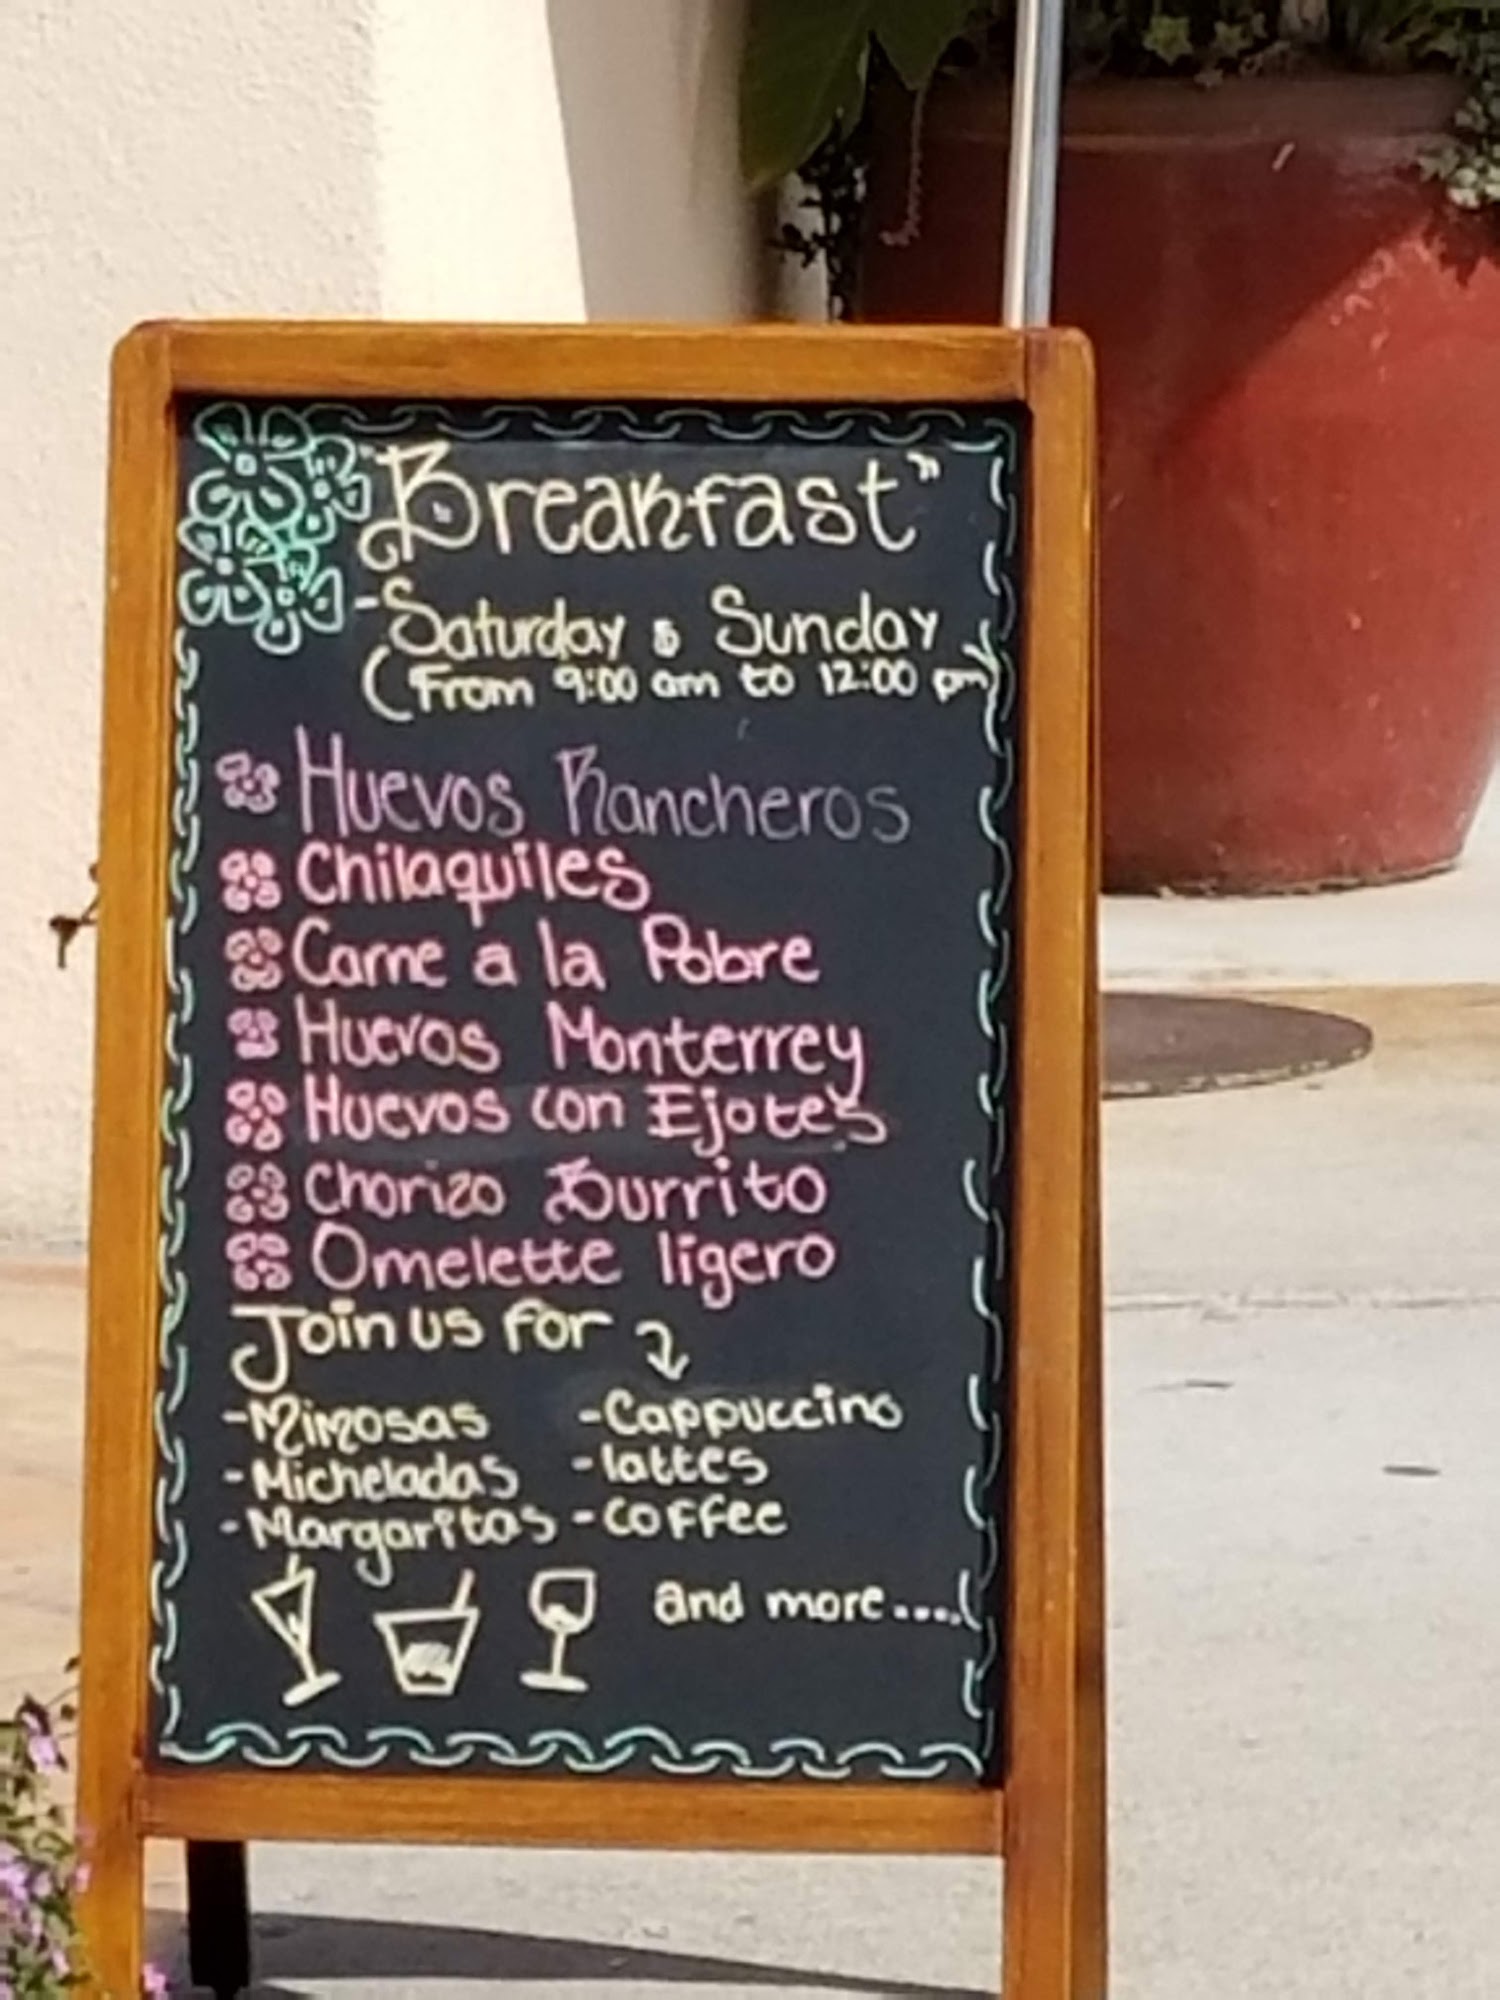 "Breakfast"
-Saturday & Sunday
(From 9:00 am to 12:00 pm)
Huevos Rancheros
Chilaquiles
Carne a la Pobre
Huevos Monterrey
Huevos con Ejotes
Chorizo Burrito
Omelette ligero
Join us for
-Mimosas -Cappuccino
-Micheladas -lattes
-Margaritas -coffee
and more.....